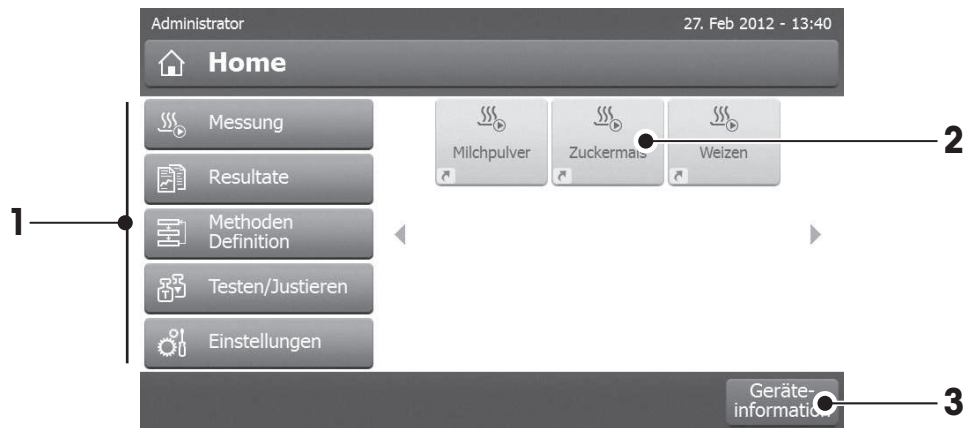 Administrator
27. Feb 2012 - 13:40
Home
Messung
Resultate
Methoden
Definition
Testen/Justieren
Einstellungen
Milchpulver
Zuckermais
Weizen
Geräte-
information
1
2
3